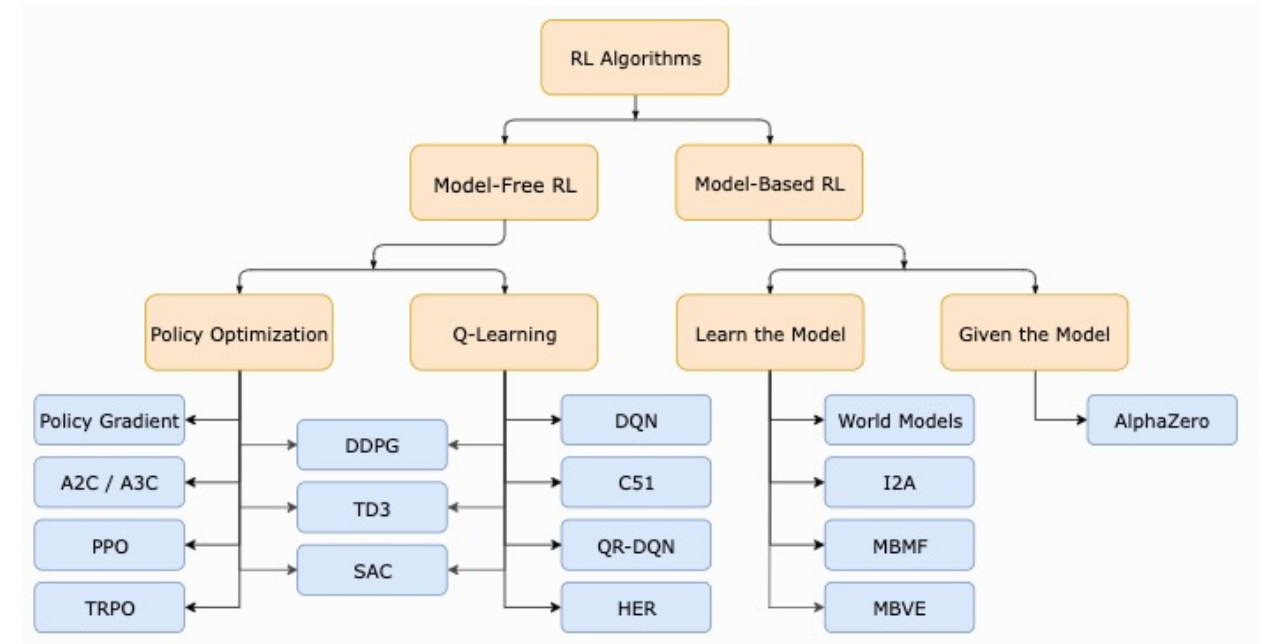 RL Algorithms
Model-Free RL
Model-Based RL
Policy Optimization
Q-Learning
Learn the Model
Given the Model
Policy Gradient
DDPG
DQN
World Models
AlphaZero
A2C / A3C
TD3
C51
I2A
PPO
SAC
QR-DQN
MBMF
TRPO
HER
MBVE